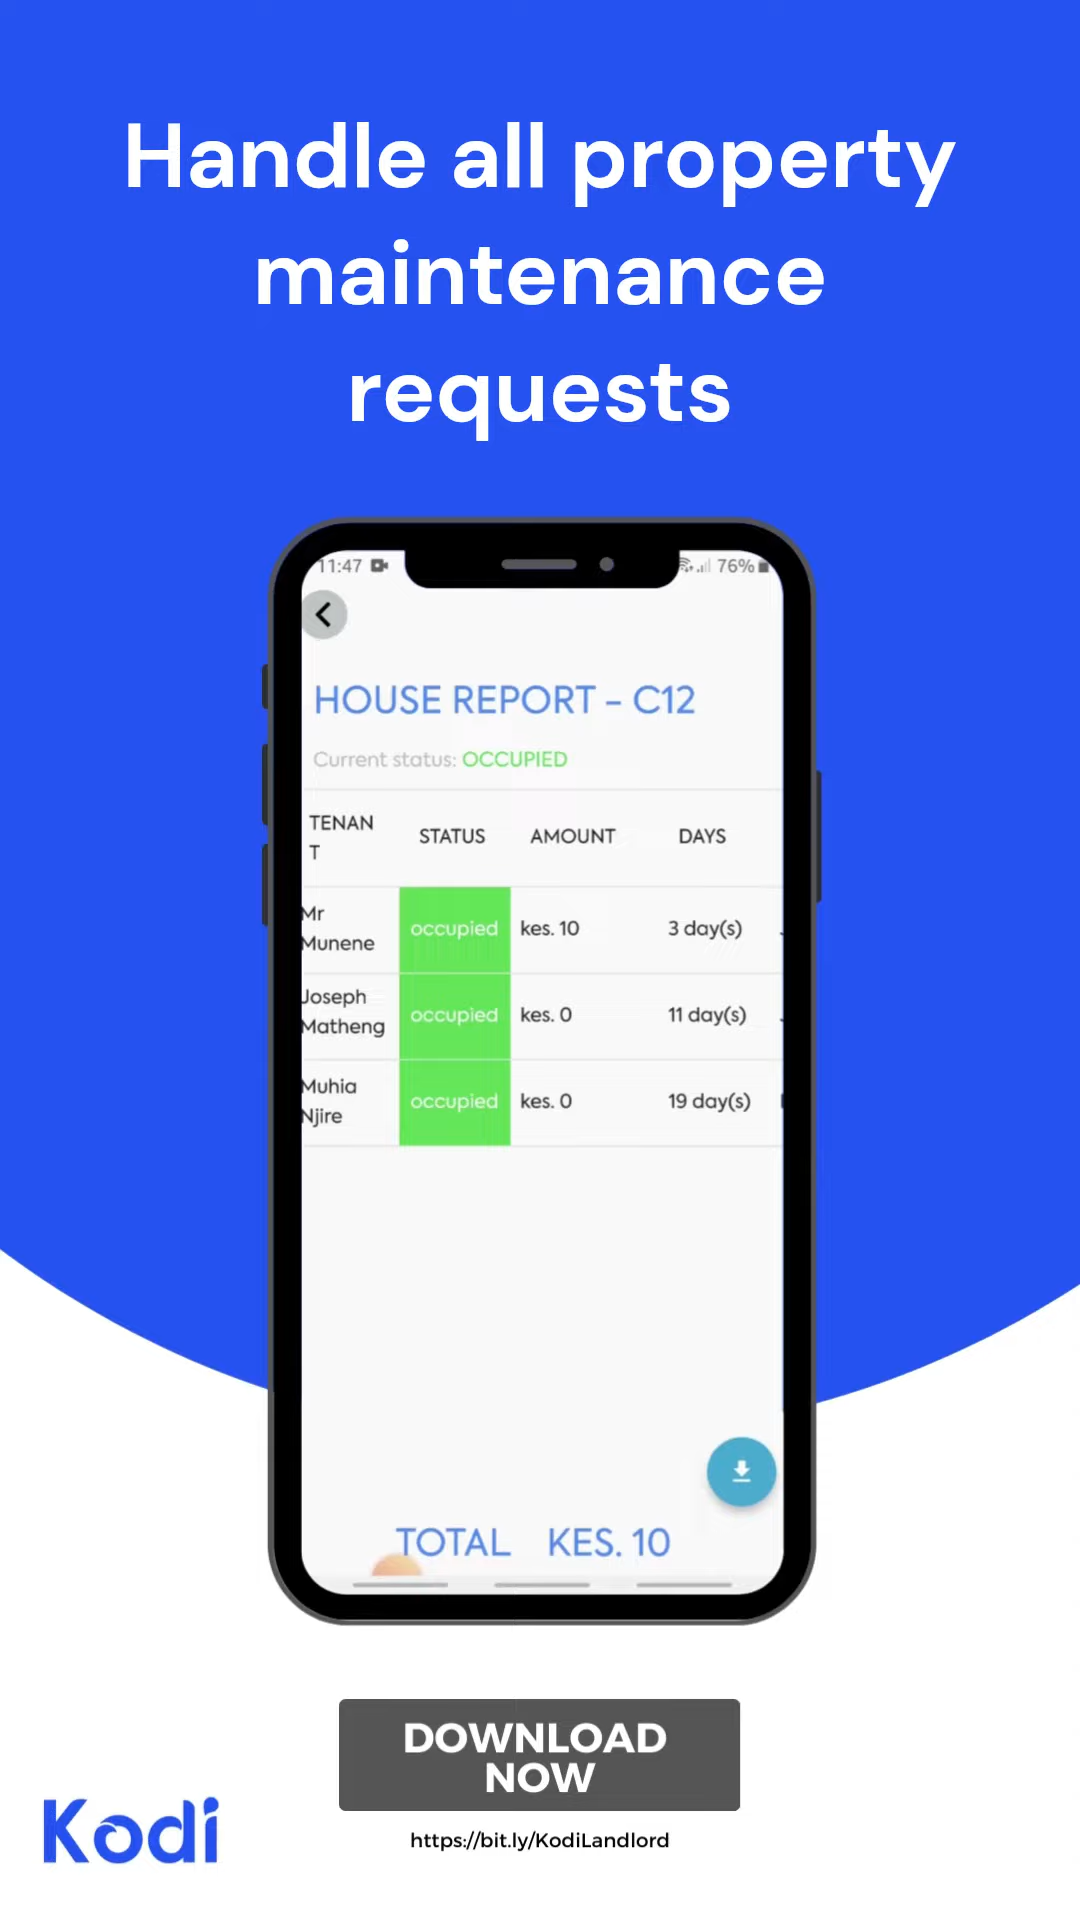 Handle all property
maintenance
requests
11:47 76%
HOUSE REPORT - C12
Current status: OCCUPIED
TENAN
T STATUS AMOUNT DAYS
Mr
Munene occupied kes. 10 3 day(s)
Joseph
Matheng occupied kes. 0 11 day(s)
Muhia
Njire occupied kes. 0 19 day(s)
TOTAL KES. 10
DOWNLOAD
NOW
Kodi
https://bit.ly/KodiLandlord